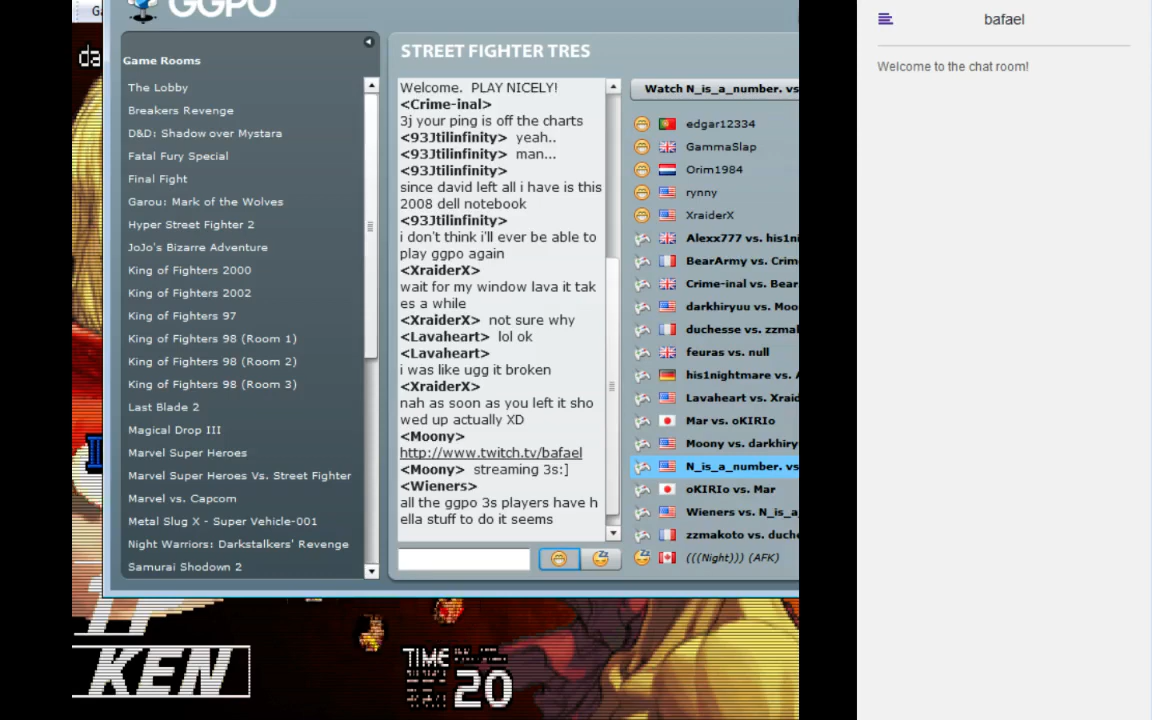 GGPO
da
Game Rooms
The Lobby
Breakers Revenge
D&D: Shadow over Mystara
Fatal Fury Special
Final Fight
Garou: Mark of the Wolves
Hyper Street Fighter 2
JoJo's Bizarre Adventure
King of Fighters 2000
King of Fighters 2002
King of Fighters 97
King of Fighters 98 (Room 1)
King of Fighters 98 (Room 2)
King of Fighters 98 (Room 3)
Last Blade 2
Magical Drop III
Marvel Super Heroes
Marvel Super Heroes Vs. Street Fighter
Marvel vs. Capcom
Metal Slug X - Super Vehicle-001
Night Warriors: Darkstalkers' Revenge
Samurai Shodown 2
STREET FIGHTER TRES
Welcome. PLAY NICELY!
<Crime-inal>
3j your ping is off the charts
<93Jtilinfinity> yeah..
<93Jtilinfinity> man...
<93Jtilinfinity>
since david left all i have is this
2008 dell notebook
<93Jtilinfinity>
i don't think i'll ever be able to
play ggpo again
<XraiderX>
wait for my window lava it tak
es a while
<XraiderX> not sure why
<Lavaheart> lol ok
<Lavaheart>
i was like ugg it broken
<XraiderX>
nah as soon as you left it sho
wed up actually XD
<Moony>
http://www.twitch.tv/bafael
<Moony> streaming 3s:]
<Wieners>
all the ggpo 3s players have h
ella stuff to do it seems
Watch N_is_a_number. vs
edgar12334
GammaSlap
Orim1984
rynny
XraiderX
Alexx777 vs. his1ni
BearArmy vs. Crim
Crime-inal vs. Bear
darkhiryuu vs. Moo
duchesse vs. zzmal
feuras vs. null
his1nightmare vs. A
Lavaheart vs. Xraid
Mar vs. oKIRIo
Moony vs. darkhiry
N_is_a_number. vs
oKIRIo vs. Mar
Wieners vs. N_is_a_
zzmakoto vs. duche
(((Night))) (AFK)
KEN
TIME
20
bafael
Welcome to the chat room!